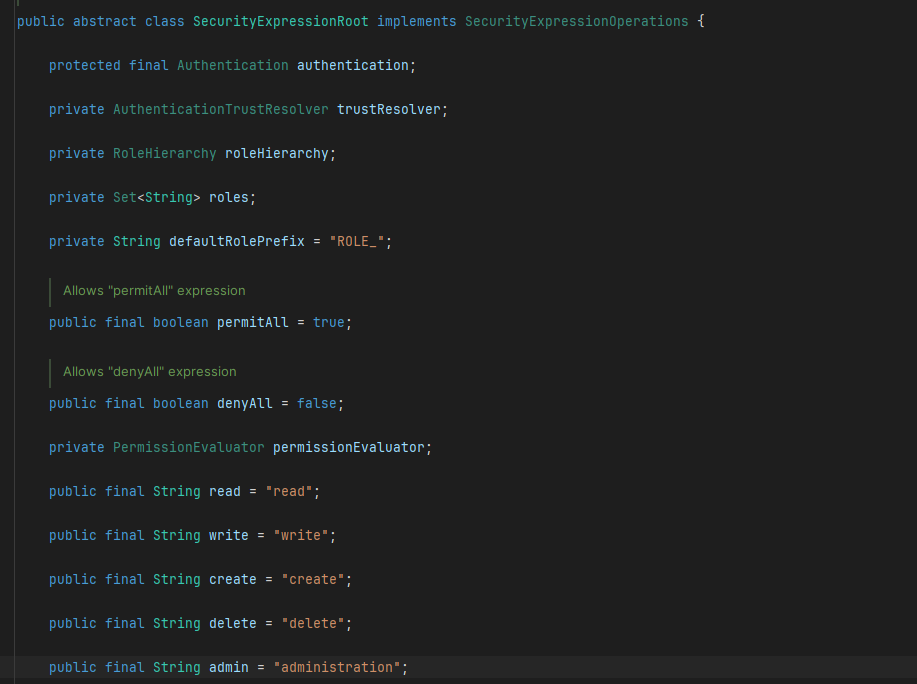 public abstract class SecurityExpressionRoot implements SecurityExpressionOperations {
protected final Authentication authentication;
private AuthenticationTrustResolver trustResolver;
private RoleHierarchy roleHierarchy;
private Set<String> roles;
private String defaultRolePrefix = "ROLE_";
Allows "permitAll" expression
public final boolean permitAll = true;
Allows "denyAll" expression
public final boolean denyAll = false;
private PermissionEvaluator permissionEvaluator;
public final String read = "read";
public final String write = "write";
public final String create = "create";
public final String delete = "delete";
public final String admin = "administration";